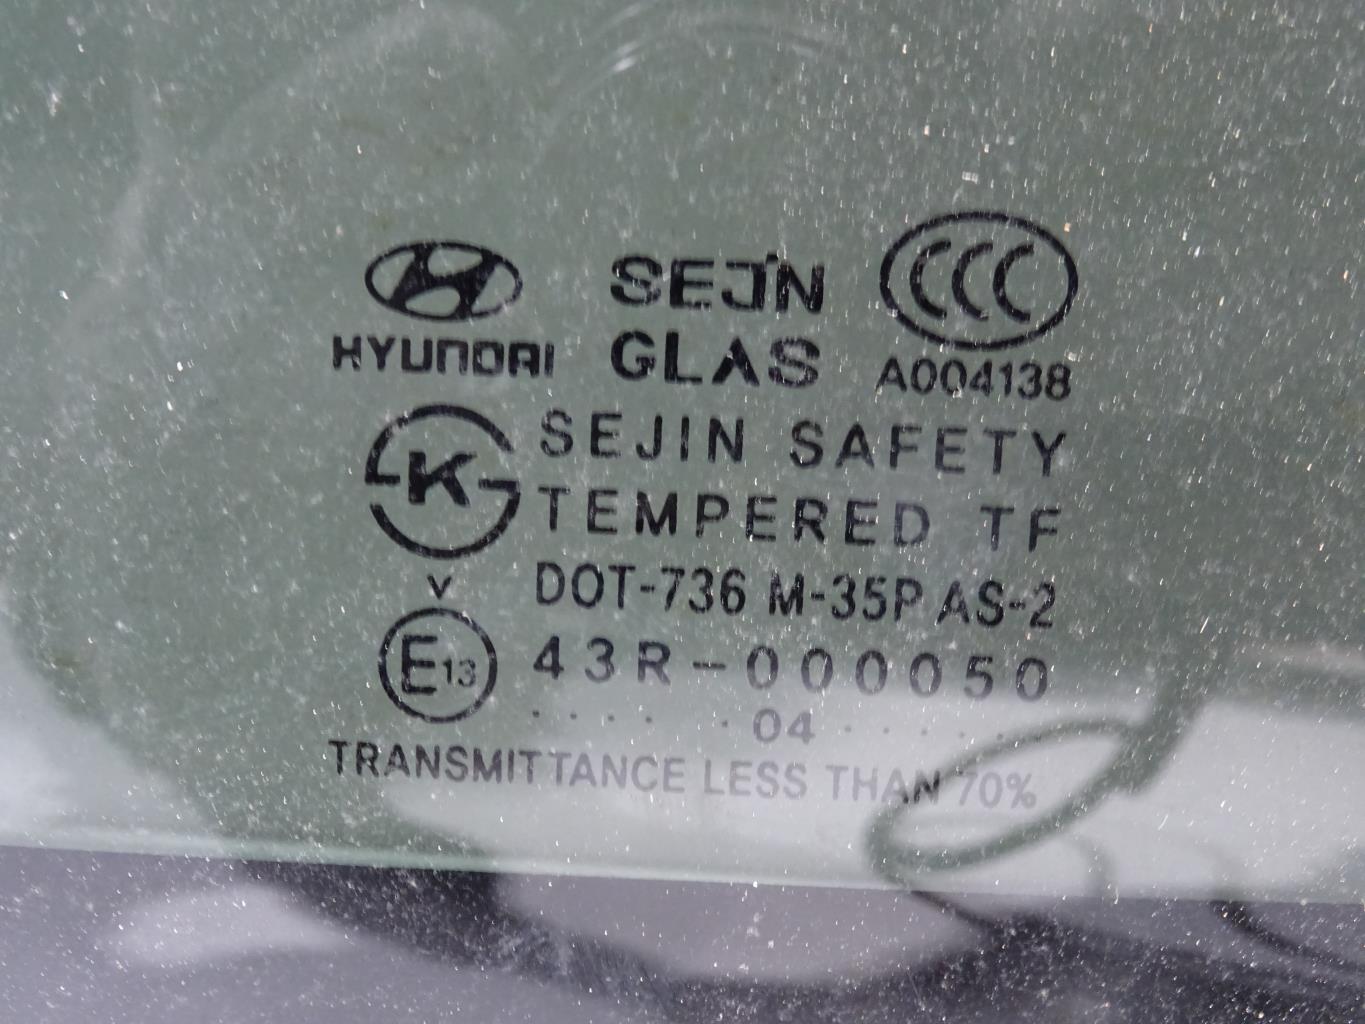 HYUNDAI
SEJIN
GLAS
CCC
A004138
K
SEJIN SAFETY
TEMPERED TF
DOT-736 M-35P AS-2
V
E13
43R-000050
. . . . . 04 . . . . .
TRANSMITTANCE LESS THAN 70%